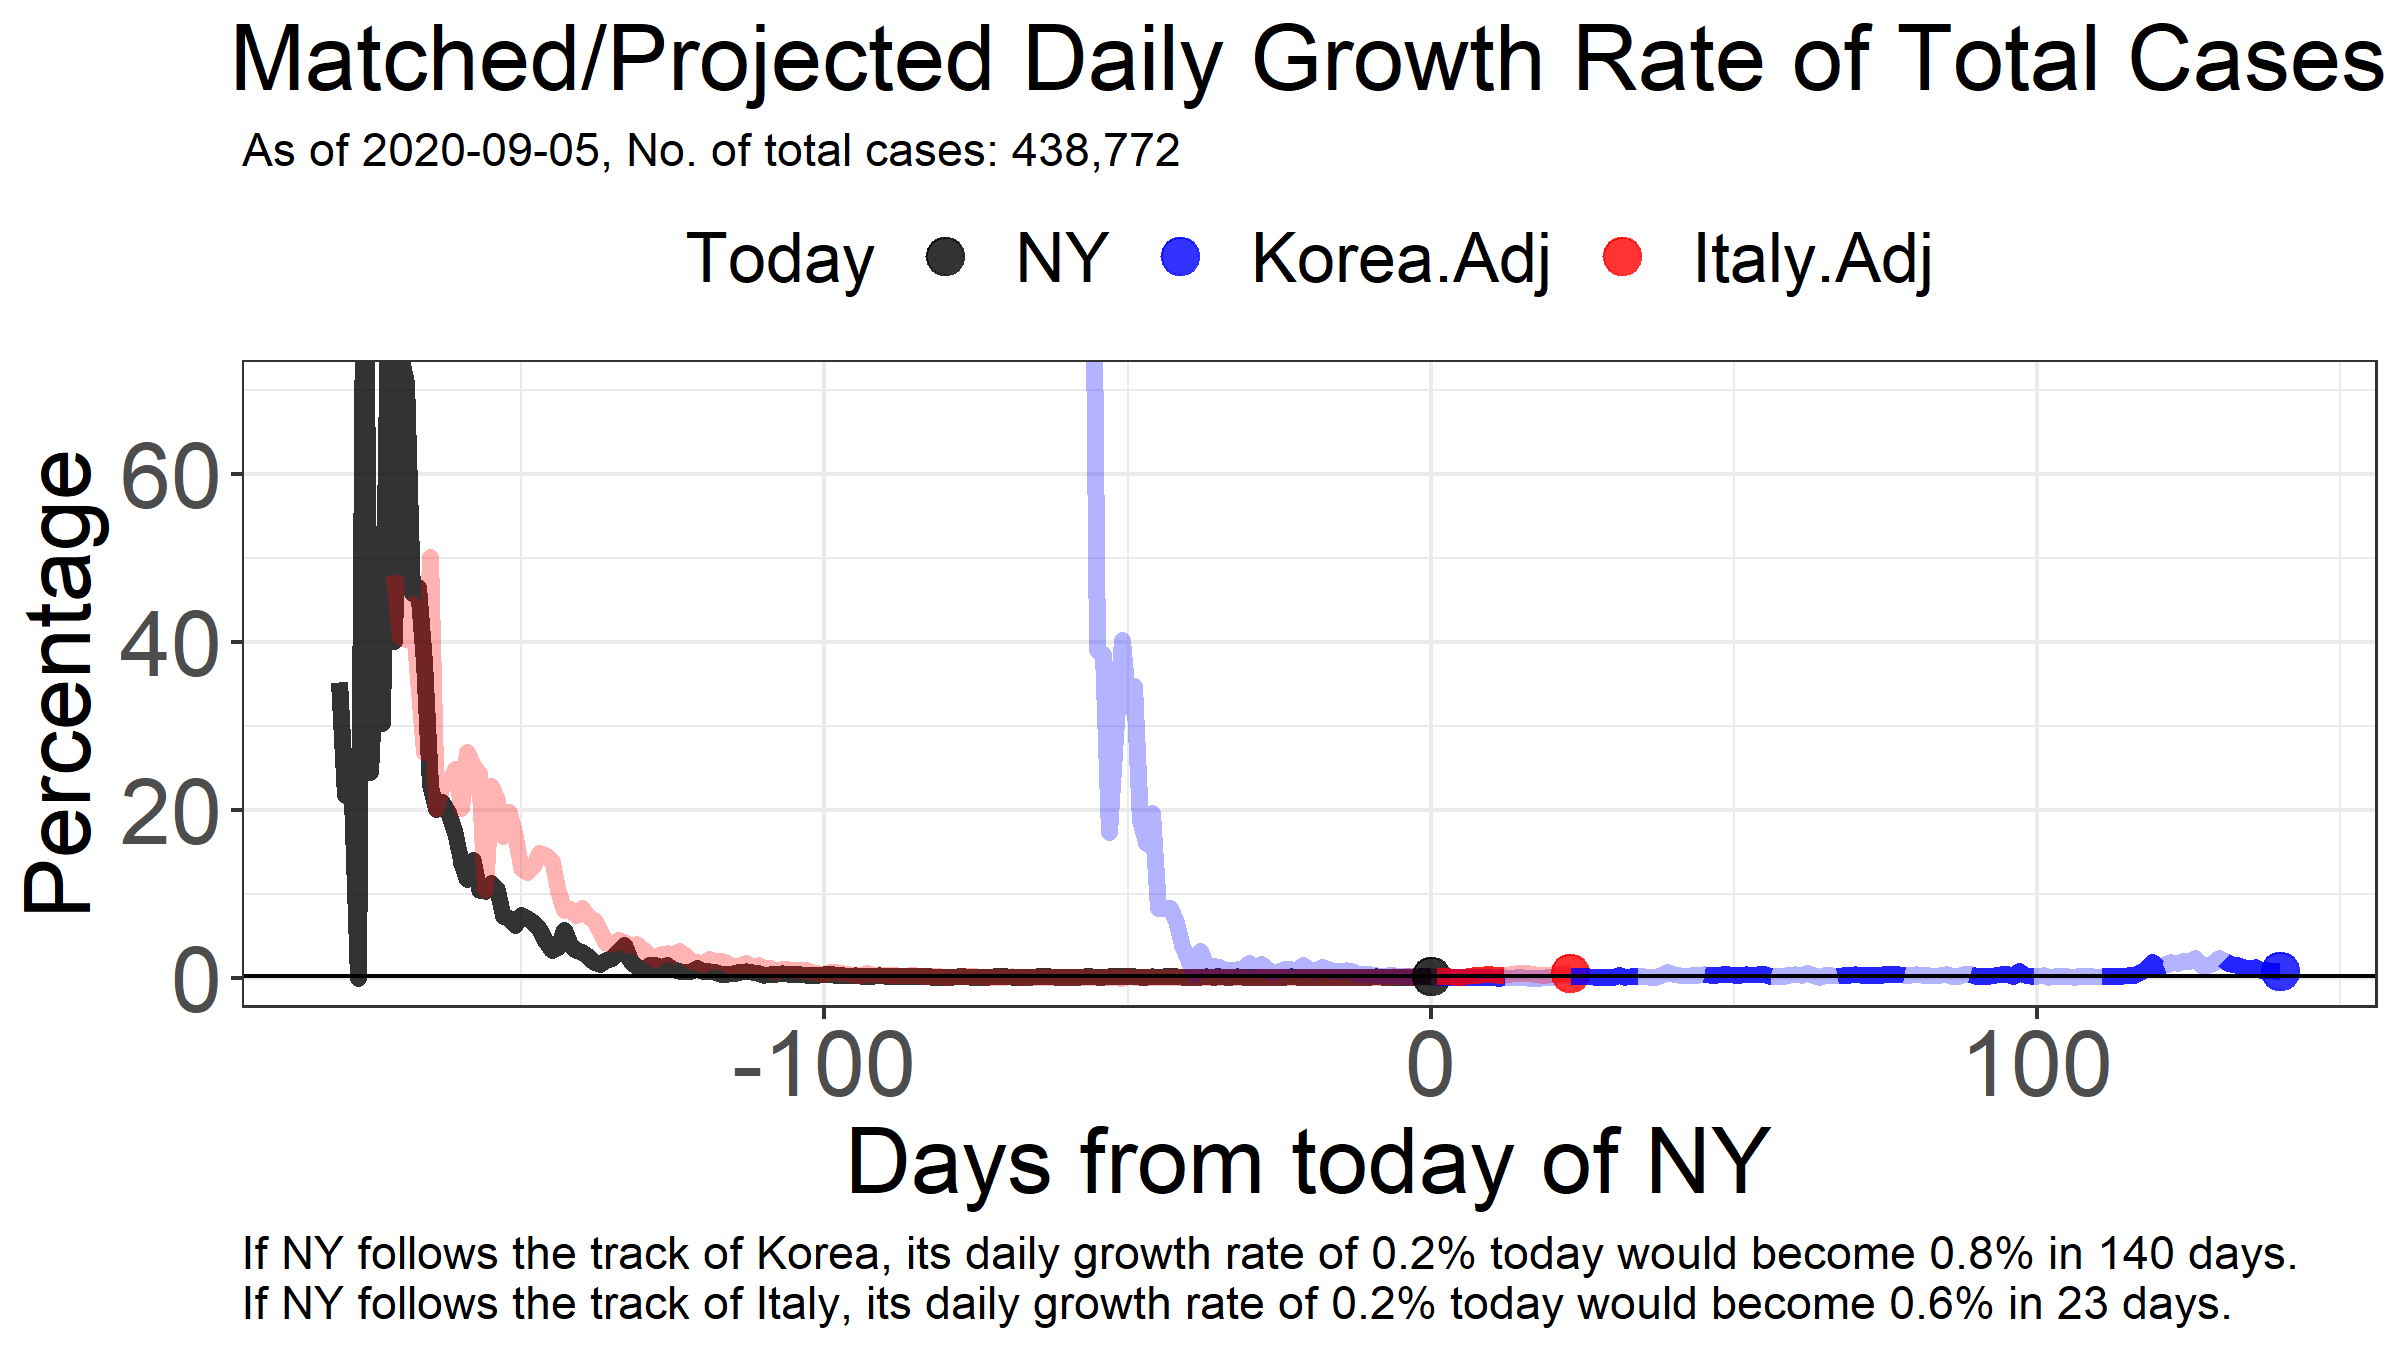 Matched/Projected Daily Growth Rate of Total Cases
As of 2020-09-05, No. of total cases: 438,772
Today NY Korea.Adj Italy.Adj
Percentage
60
40
20
0
-100 0 100
Days from today of NY
If NY follows the track of Korea, its daily growth rate of 0.2% today would become 0.8% in 140 days.
If NY follows the track of Italy, its daily growth rate of 0.2% today would become 0.6% in 23 days.